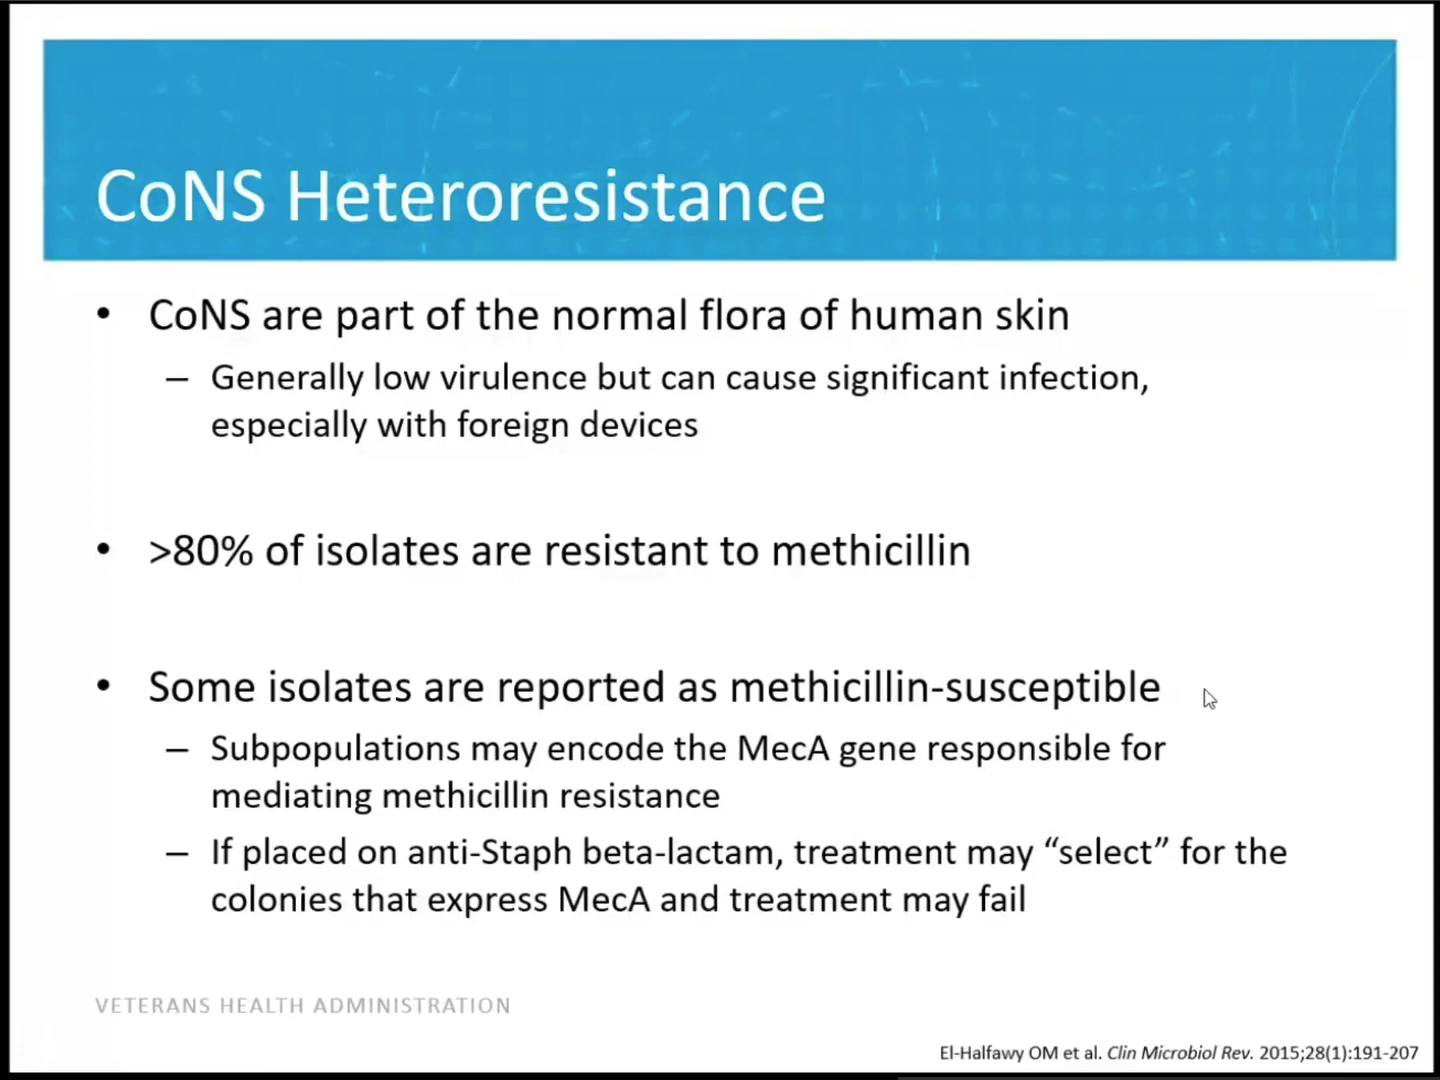 CoNS Heteroresistance
• CoNS are part of the normal flora of human skin
– Generally low virulence but can cause significant infection,
especially with foreign devices
• >80% of isolates are resistant to methicillin
• Some isolates are reported as methicillin-susceptible
– Subpopulations may encode the MecA gene responsible for
mediating methicillin resistance
– If placed on anti-Staph beta-lactam, treatment may “select” for the
colonies that express MecA and treatment may fail
VETERANS HEALTH ADMINISTRATION
El-Halfawy OM et al. Clin Microbiol Rev. 2015;28(1):191-207